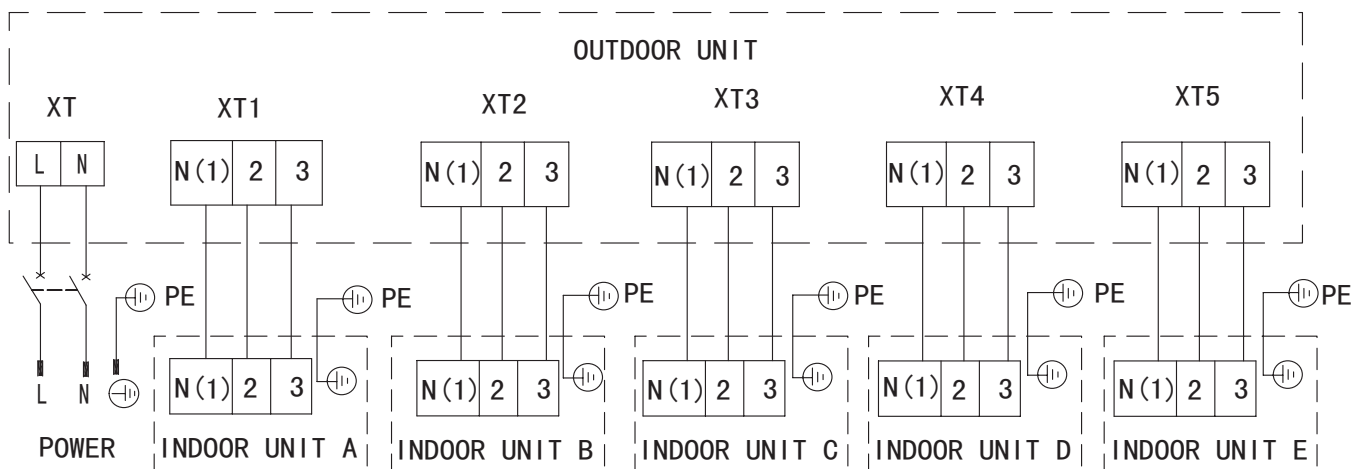 OUTDOOR UNIT
XT XT1 XT2 XT3 XT4 XT5
L N N(1) 2 3 N(1) 2 3 N(1) 2 3 N(1) 2 3 N(1) 2 3
PE PE PE PE PE PE
L N N(1) 2 3 N(1) 2 3 N(1) 2 3 N(1) 2 3 N(1) 2 3
POWER INDOOR UNIT A INDOOR UNIT B INDOOR UNIT C INDOOR UNIT D INDOOR UNIT E